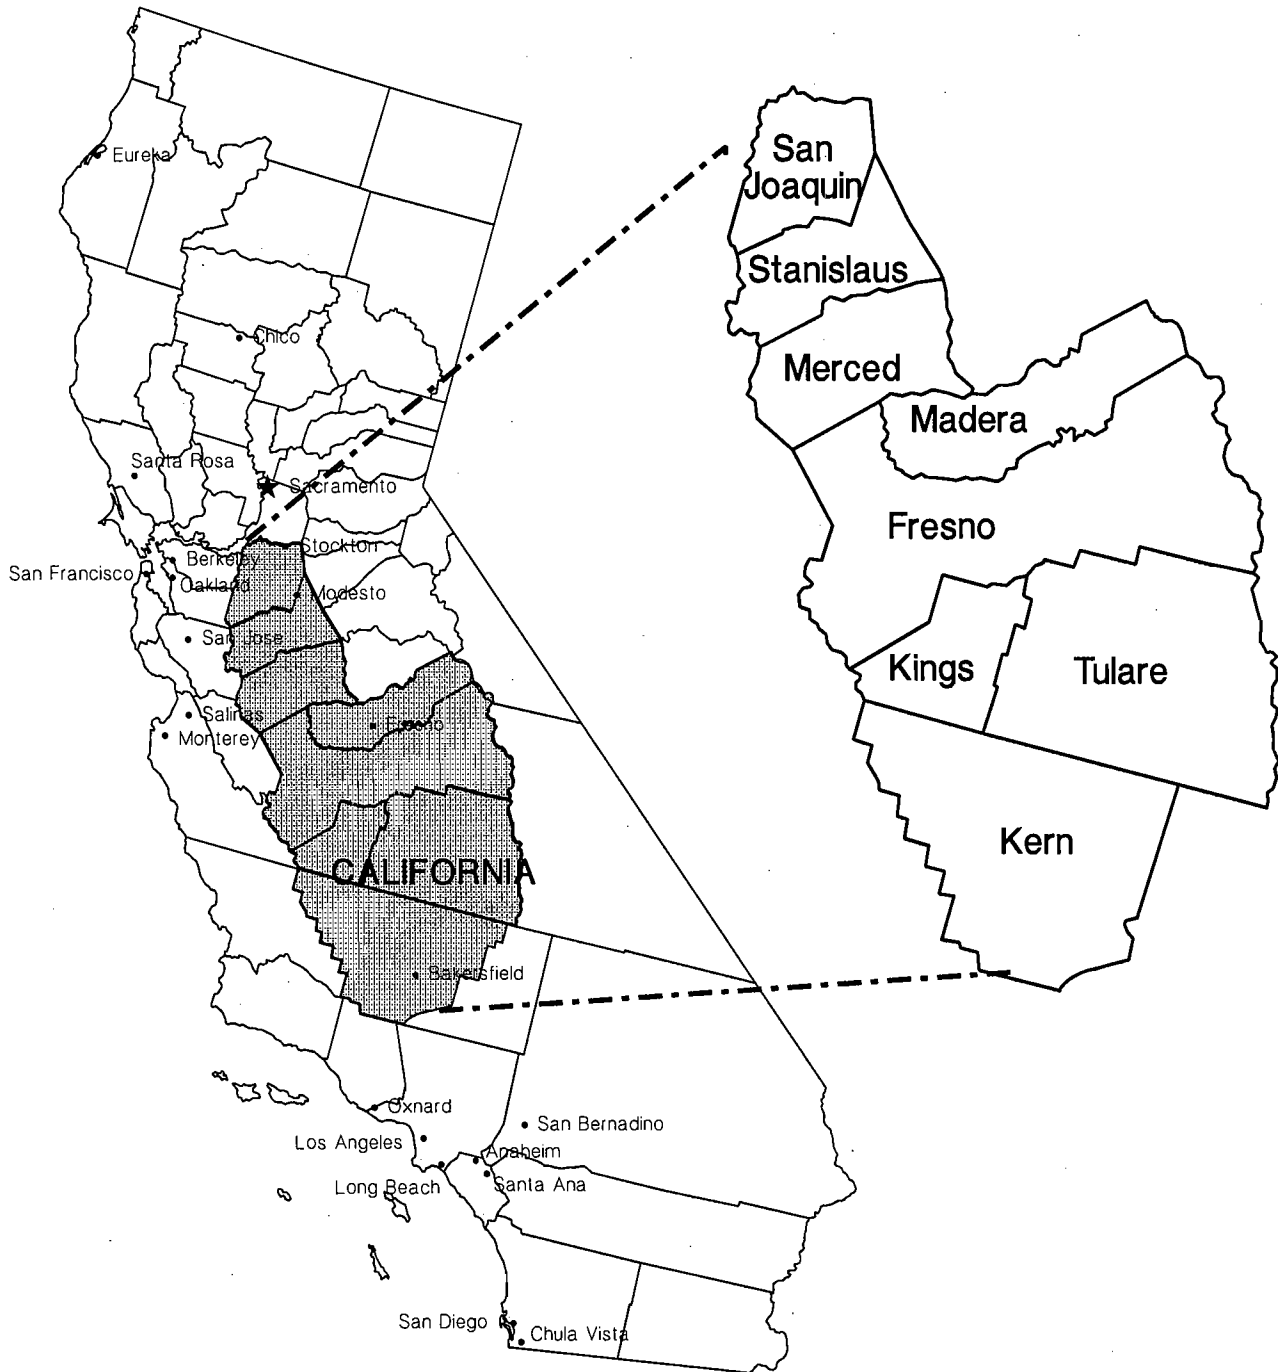 Eureka
Chico
Santa Rosa
Sacramento
Stockton
Berkeley
San Francisco
Oakland
Modesto
San Jose
Salinas
Monterey
Fresno
CALIFORNIA
Bakersfield
Oxnard
Los Angeles
San Bernadino
Anaheim
Long Beach
Santa Ana
San Diego
Chula Vista
San
Joaquin
Stanislaus
Merced
Madera
Fresno
Kings
Tulare
Kern